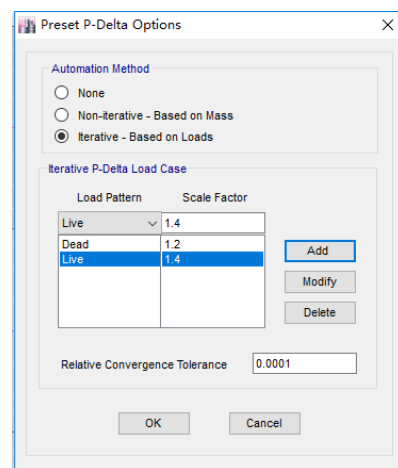 Preset P-Delta Options
Automation Method
None
Non-iterative - Based on Mass
Iterative - Based on Loads
Iterative P-Delta Load Case
Load Pattern Scale Factor
Live 1.4
Dead 1.2
Live 1.4
Add
Modify
Delete
Relative Convergence Tolerance 0.0001
OK Cancel